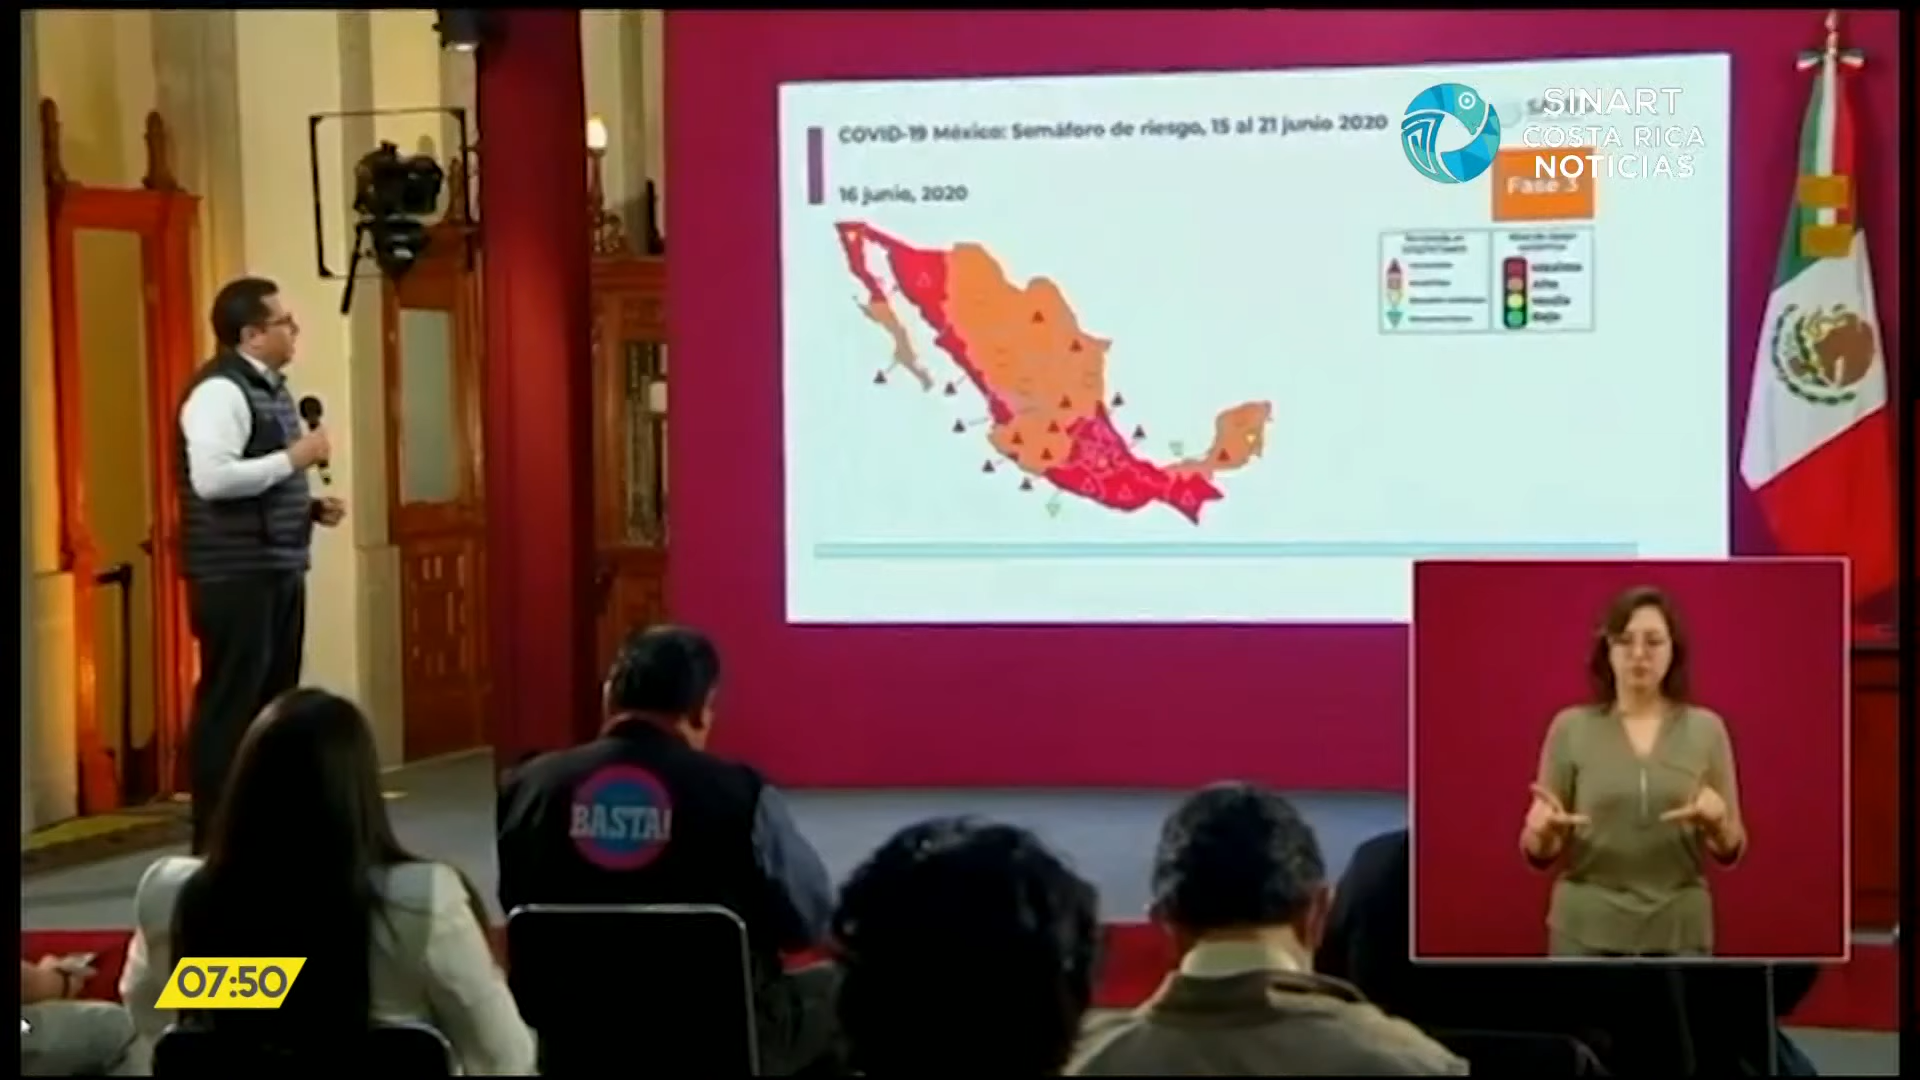 COVID-19 México: Semáforo de riesgo, 15 al 21 junio 2020
16 junio, 2020
SINART
COSTA RICA
NOTICIAS
Fase 3
BASTA!
07:50